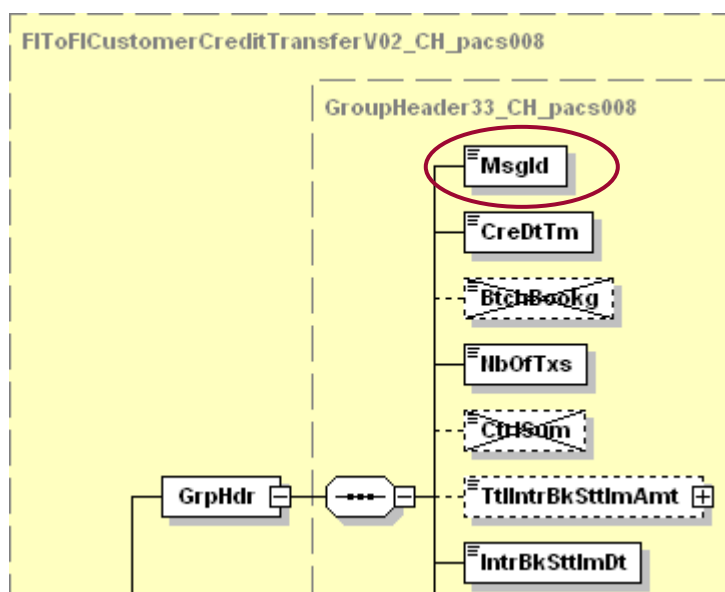 FIToFICustomerCreditTransferV02_CH_pacs008
GroupHeader33_CH_pacs008
MsgId
CreDtTm
BtchBookg
NbOfTxs
CtrlSum
GrpHdr
TtlIntrBkSttlmAmt
IntrBkSttlmDt